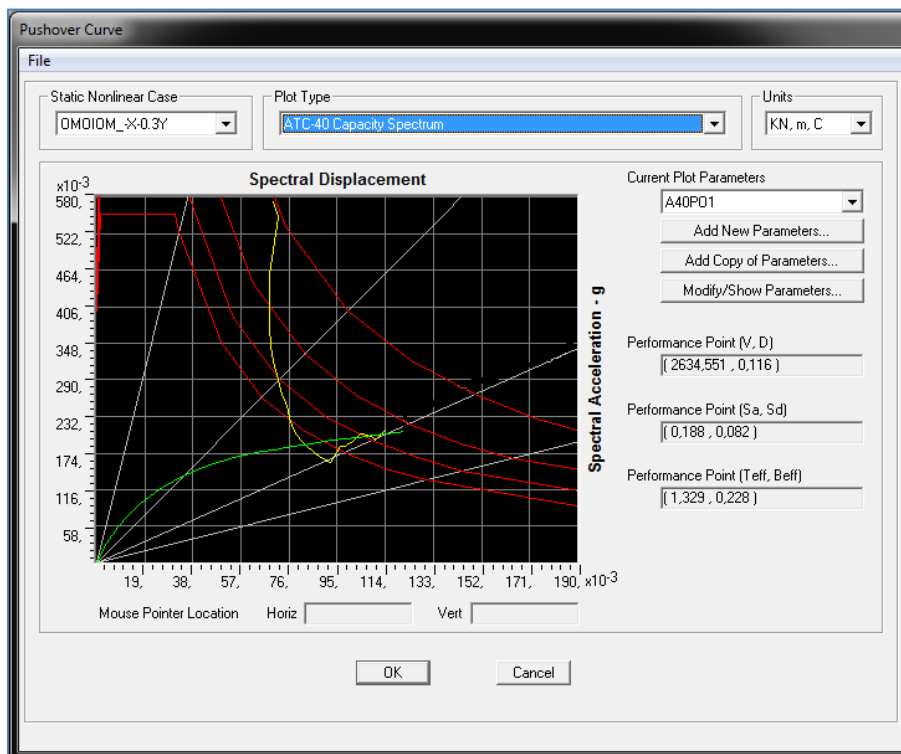 Pushover Curve
File
Static Nonlinear Case
Plot Type
Units
OMOIOM_-X-0.3Y
ATC-40 Capacity Spectrum
KN, m, C
Spectral Displacement
x10⁻³
580,
522,
464,
406,
348,
290,
232,
174,
116,
58,
19, 38, 57, 76, 95, 114, 133, 152, 171, 190, x10⁻³
Spectral Acceleration - g
Mouse Pointer Location Horiz Vert
Current Plot Parameters
A40PO1
Add New Parameters...
Add Copy of Parameters...
Modify/Show Parameters...
Performance Point (V, D)
( 2634,551 , 0,116 )
Performance Point (Sa, Sd)
( 0,188 , 0,082 )
Performance Point (Teff, Beff)
( 1,329 , 0,228 )
OK Cancel